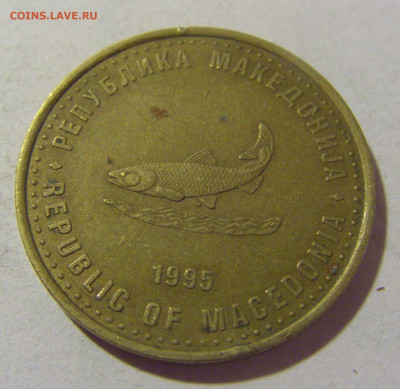 COINS.LAVE.RU
РЕПУБЛИКА МАКЕДОНИЈА
1995
REPUBLIC OF MACEDONIA